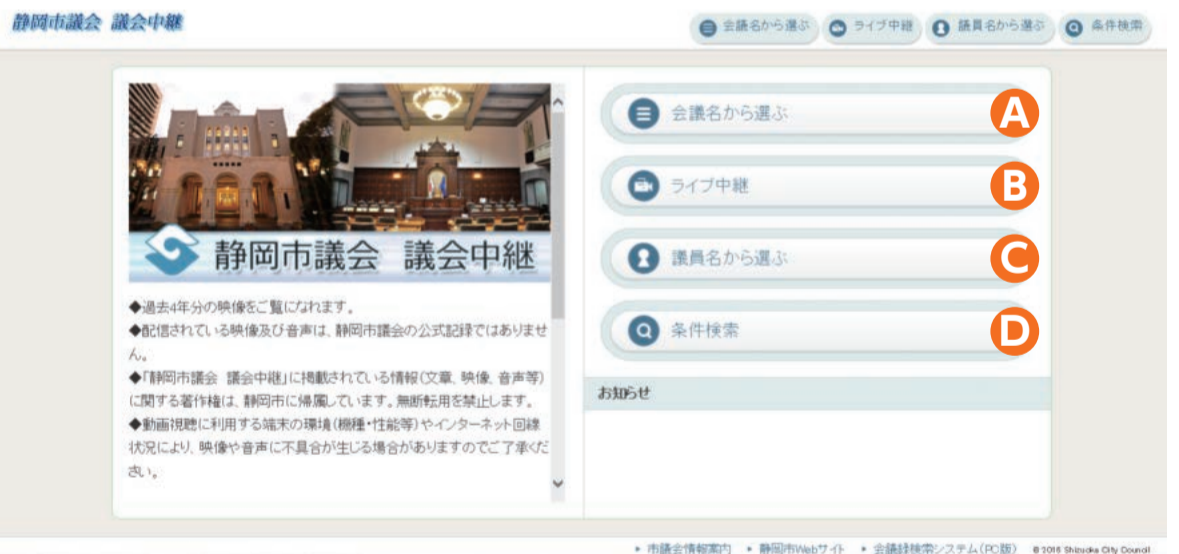 静岡市議会 議会中継
会議名から選ぶ ライブ中継 議員名から選ぶ 条件検索
静岡市議会 議会中継
◆過去4年分の映像をご覧になれます。
◆配信されている映像及び音声は、静岡市議会の公式記録ではありませ
ん。
◆「静岡市議会 議会中継」に掲載されている情報(文章、映像、音声等)
に関する著作権は、静岡市に帰属しています。無断転用を禁止します。
◆動画視聴に利用する端末の環境(機種・性能等)やインターネット回線
状況により、映像や音声に不具合が生じる場合がありますのでご了承くだ
さい。
会議名から選ぶ A
ライブ中継 B
議員名から選ぶ C
条件検索 D
お知らせ
市議会情報案内 静岡市Webサイト 会議録検索システム(PC版) ©2016 Shizuoka City Council